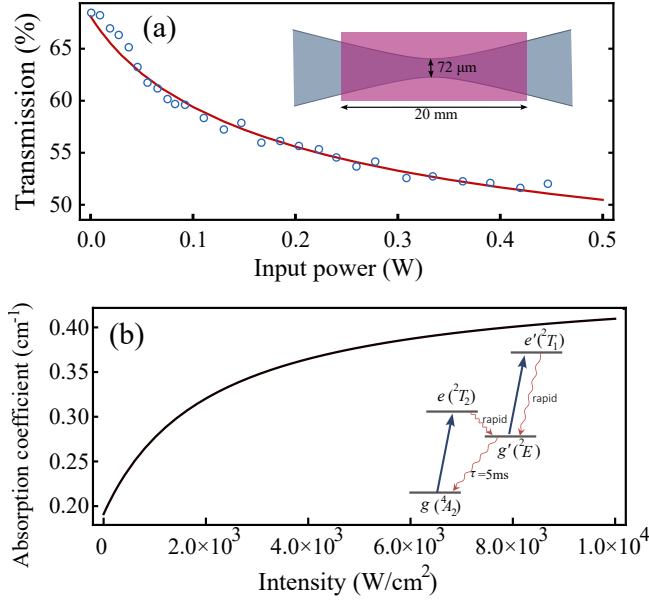 (a)
Transmission (%)
65
60
55
50
72 μm
20 mm
0.0 0.1 0.2 0.3 0.4 0.5
Input power (W)
(b)
Absorption coefficient (cm⁻¹)
0.40
0.35
0.30
0.25
0.20
e′(²T₁)
rapid
e(²T₂)
rapid
g′(²E)
τ=5ms
g(⁴A₂)
0 2.0×10³ 4.0×10³ 6.0×10³ 8.0×10³ 1.0×10⁴
Intensity (W/cm²)